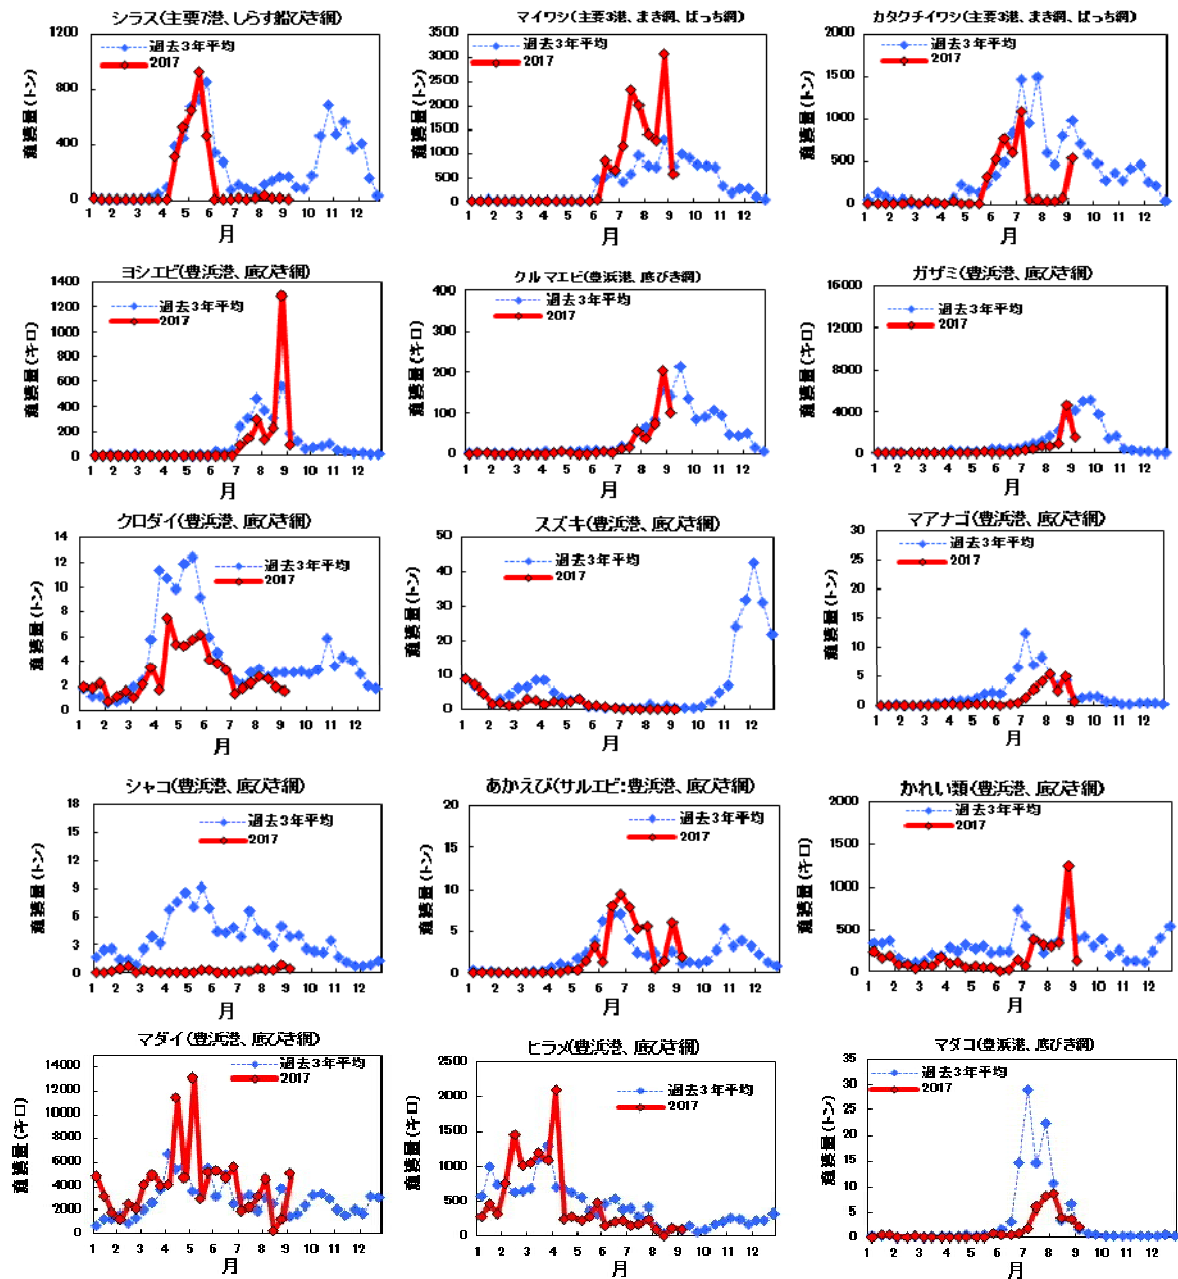 シラス(主要7港、しらす船びき網)
漁獲量(トン)
1200
800
400
0
過去3年平均
2017
1 2 3 4 5 6 7 8 9 10 11 12
月
マイワシ(主要3港、まき網、ばっち網)
漁獲量(トン)
3500
3000
2500
2000
1500
1000
500
0
過去3年平均
2017
1 2 3 4 5 6 7 8 9 10 11 12
月
カタクチイワシ(主要3港、まき網、ばっち網)
漁獲量(トン)
2000
1500
1000
500
0
過去3年平均
2017
1 2 3 4 5 6 7 8 9 10 11 12
月
ヨシエビ(豊浜港、底びき網)
漁獲量(キロ)
1400
1200
1000
800
600
400
200
0
過去3年平均
2017
1 2 3 4 5 6 7 8 9 10 11 12
月
クルマエビ(豊浜港、底びき網)
漁獲量(キロ)
400
300
200
100
0
過去3年平均
2017
1 2 3 4 5 6 7 8 9 10 11 12
月
ガザミ(豊浜港、底びき網)
漁獲量(キロ)
16000
12000
8000
4000
0
過去3年平均
2017
1 2 3 4 5 6 7 8 9 10 11 12
月
クロダイ(豊浜港、底びき網)
漁獲量(トン)
14
12
10
8
6
4
2
0
過去3年平均
2017
1 2 3 4 5 6 7 8 9 10 11 12
月
スズキ(豊浜港、底びき網)
漁獲量(トン)
50
40
30
20
10
0
過去3年平均
2017
1 2 3 4 5 6 7 8 9 10 11 12
月
マアナゴ(豊浜港、底びき網)
漁獲量(トン)
30
25
20
15
10
5
0
過去3年平均
2017
1 2 3 4 5 6 7 8 9 10 11 12
月
シャコ(豊浜港、底びき網)
漁獲量(トン)
18
15
12
9
6
3
0
過去3年平均
2017
1 2 3 4 5 6 7 8 9 10 11 12
月
あかえび(サルエビ:豊浜港、底びき網)
漁獲量(トン)
20
15
10
5
0
過去3年平均
2017
1 2 3 4 5 6 7 8 9 10 11 12
月
かれい類(豊浜港、底びき網)
漁獲量(キロ)
2000
1500
1000
500
0
過去3年平均
2017
1 2 3 4 5 6 7 8 9 10 11 12
月
マダイ(豊浜港、底びき網)
漁獲量(キロ)
14000
12000
10000
8000
6000
4000
2000
0
過去3年平均
2017
1 2 3 4 5 6 7 8 9 10 11 12
月
ヒラメ(豊浜港、底びき網)
漁獲量(キロ)
2500
2000
1500
1000
500
0
過去3年平均
2017
1 2 3 4 5 6 7 8 9 10 11 12
月
マダコ(豊浜港、底びき網)
漁獲量(トン)
35
30
25
20
15
10
5
0
過去3年平均
2017
1 2 3 4 5 6 7 8 9 10 11 12
月